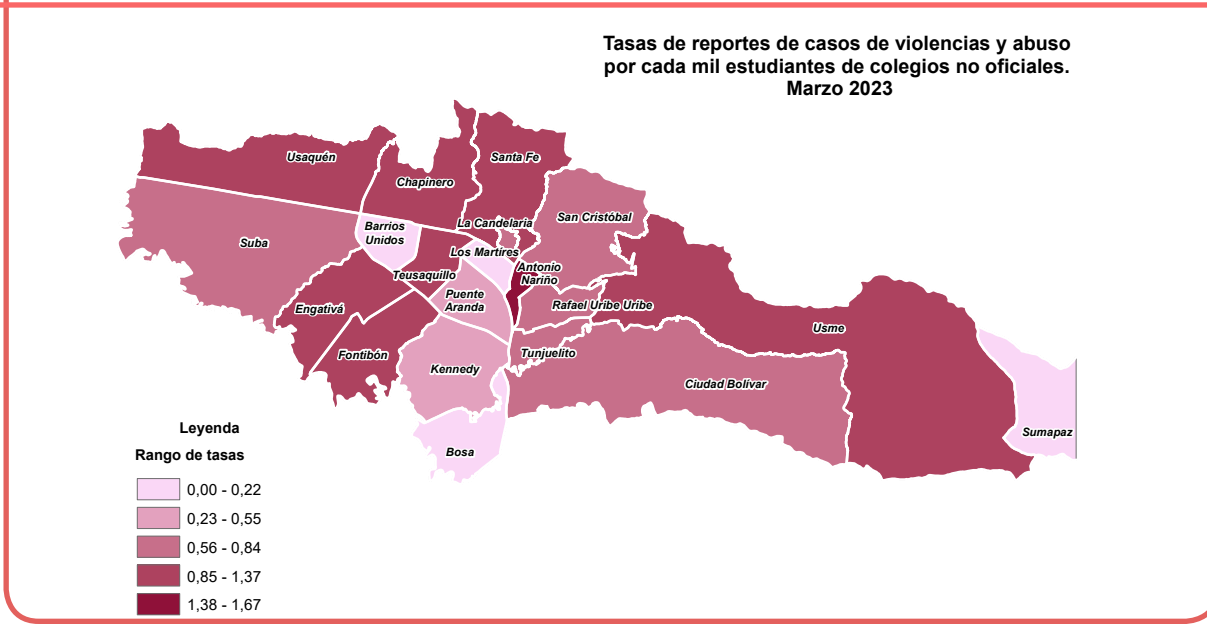 Tasas de reportes de casos de violencias y abuso
por cada mil estudiantes de colegios no oficiales.
Marzo 2023
Usaquén
Santa Fe
Chapinero
San Cristóbal
La Candelaria
Barrios
Unidos
Suba
Los Martíres
Antonio
Nariño
Teusaquillo
Puente
Aranda
Rafael Uribe Uribe
Engativá
Usme
Fontibón
Tunjuelito
Kennedy
Ciudad Bolívar
Sumapaz
Bosa
Leyenda
Rango de tasas
0,00 - 0,22
0,23 - 0,55
0,56 - 0,84
0,85 - 1,37
1,38 - 1,67